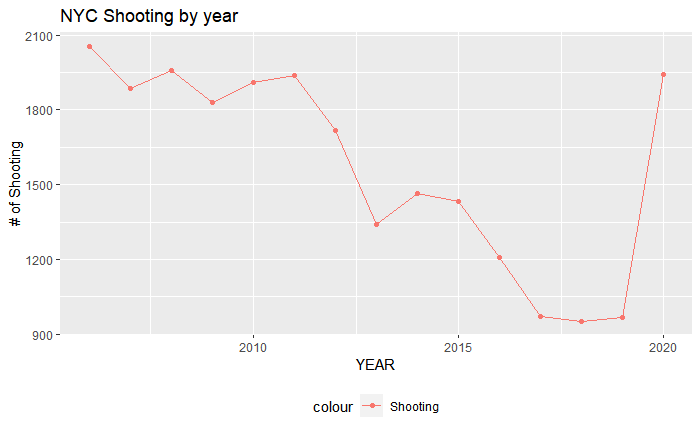 NYC Shooting by year
2100
1800
1500
1200
900
# of Shooting
2010 2015 2020
YEAR
colour Shooting